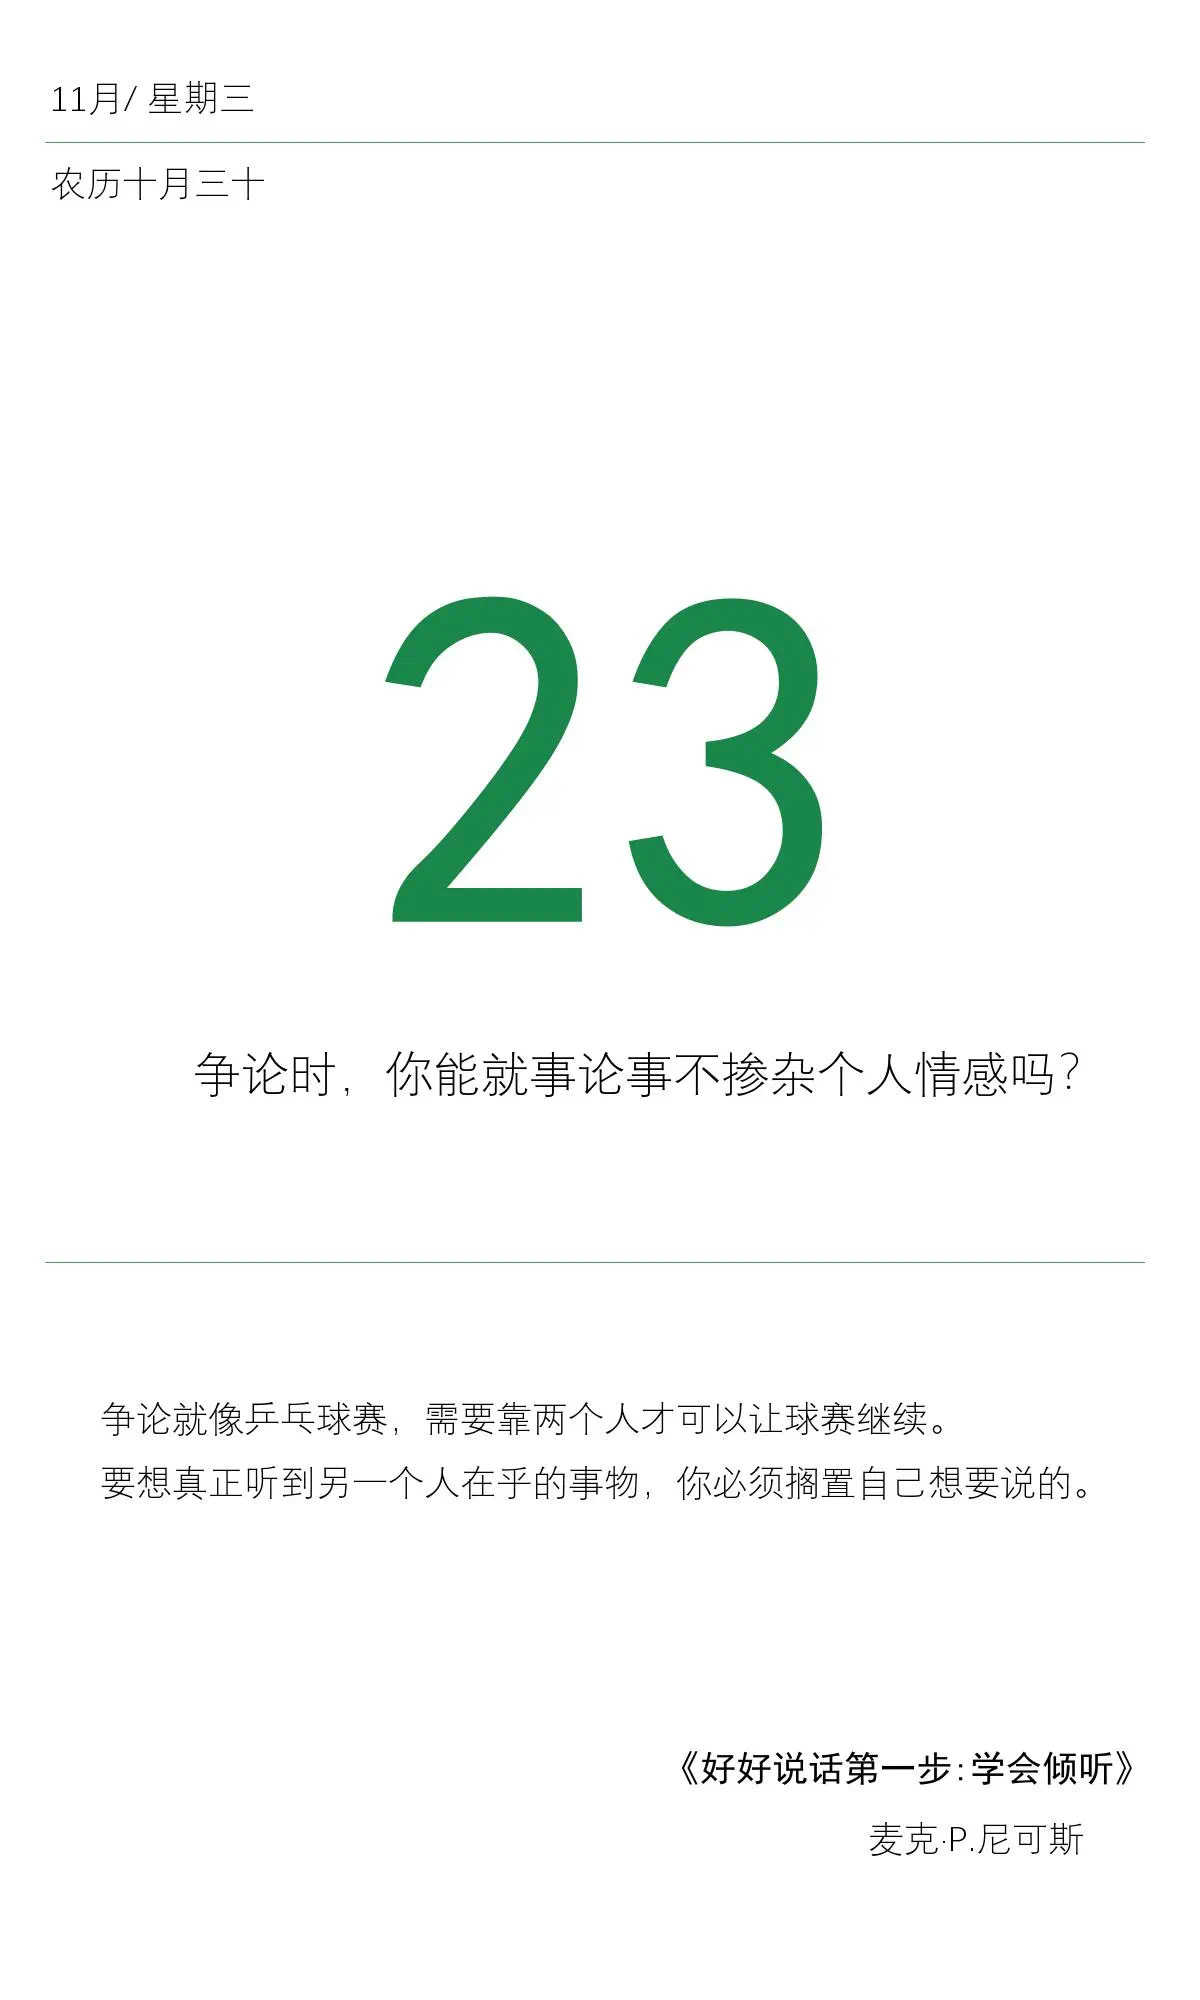 11月/ 星期三
农历十月三十
23
争论时，你能就事论事不掺杂个人情感吗？
争论就像乒乓球赛，需要靠两个人才可以让球赛继续。
要想真正听到另一个人在乎的事物，你必须搁置自己想要说的。
《好好说话第一步：学会倾听》
麦克·P.尼可斯